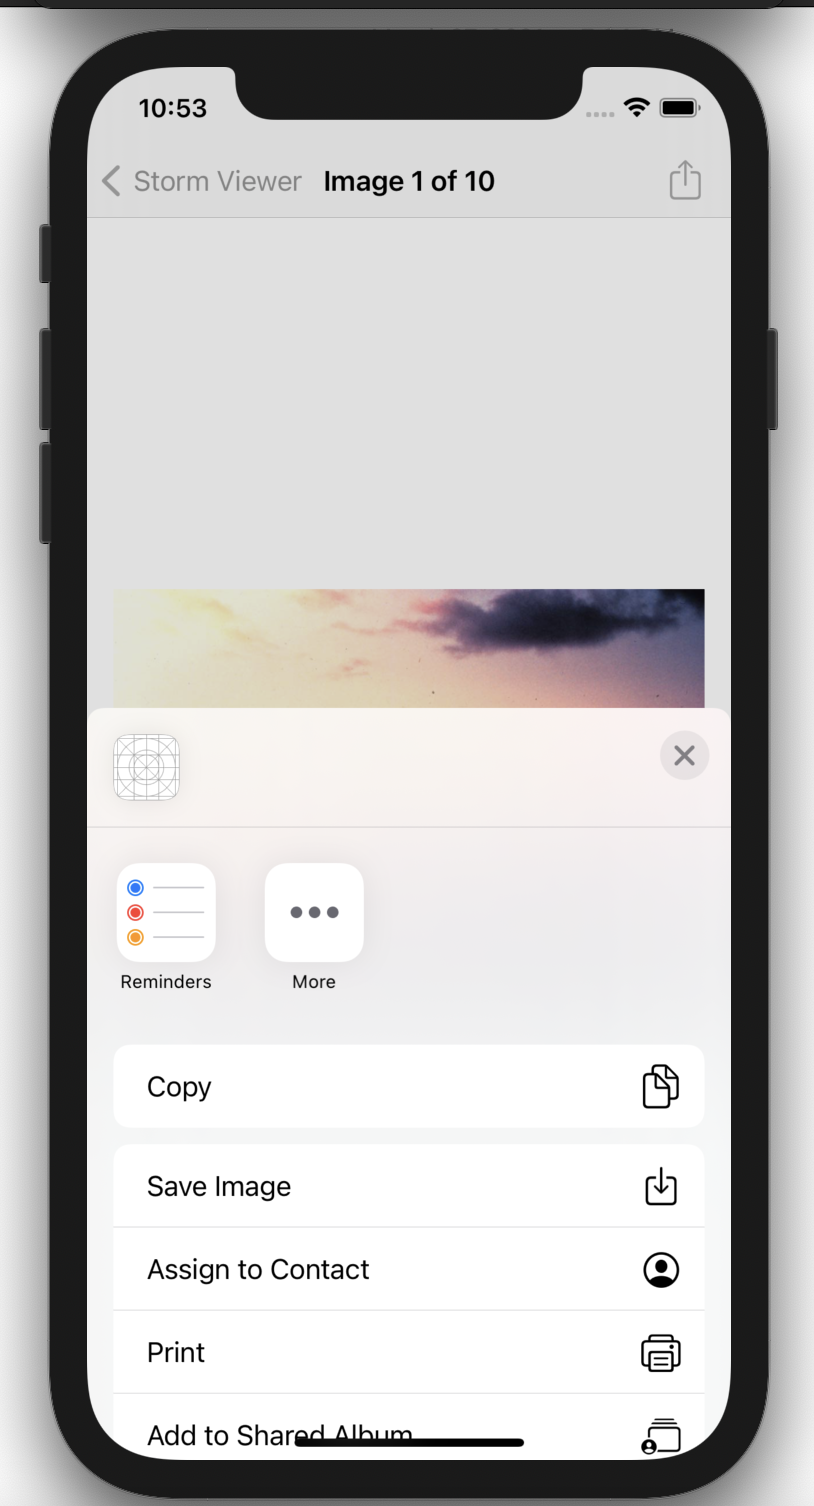 10:53
Storm Viewer
Image 1 of 10
Reminders
More
Copy
Save Image
Assign to Contact
Print
Add to Shared Album